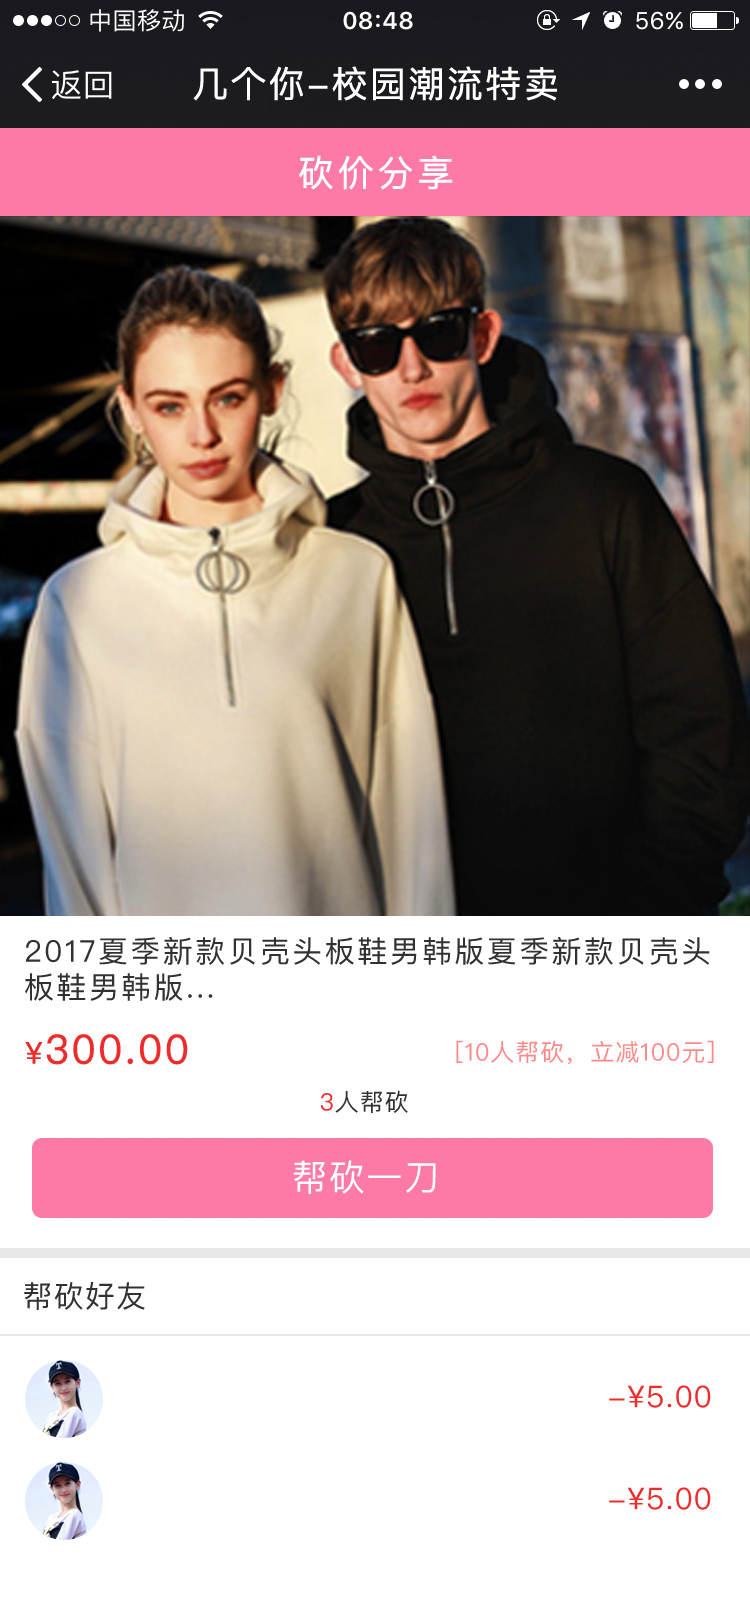 中国移动
08:48
56%
返回
几个你-校园潮流特卖
砍价分享
2017夏季新款贝壳头板鞋男韩版夏季新款贝壳头
板鞋男韩版...
¥300.00
[10人帮砍，立减100元]
3人帮砍
帮砍一刀
帮砍好友
-¥5.00
-¥5.00